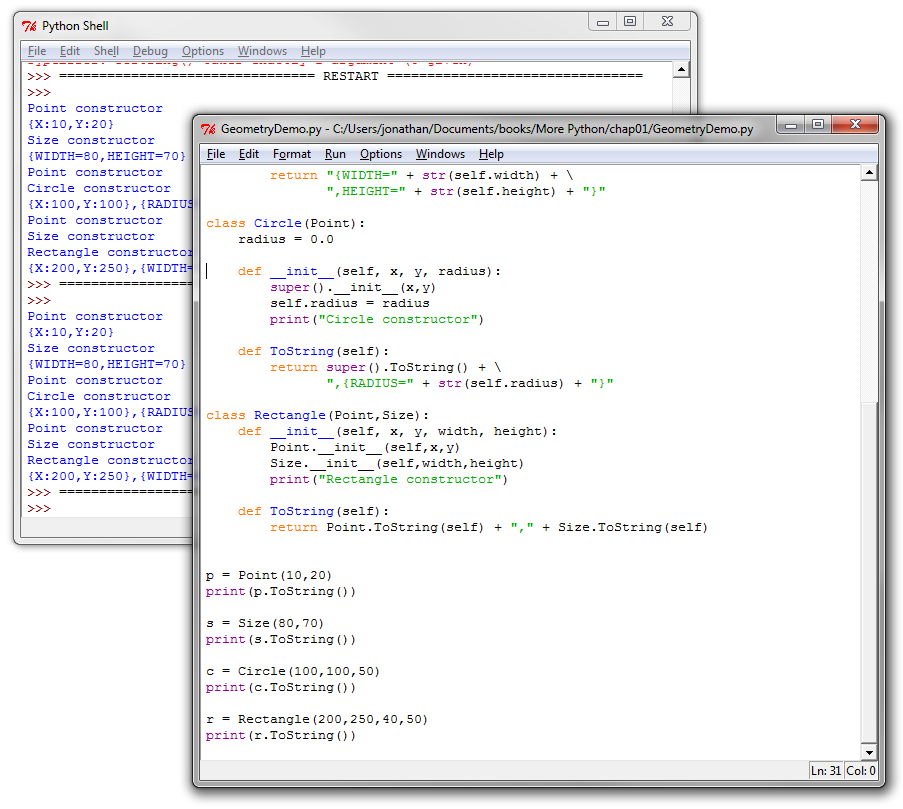 Python Shell
File Edit Shell Debug Options Windows Help
>>> ================================ RESTART ================================
>>>
Point constructor
{X:10,Y:20}
Size constructor
{WIDTH=80,HEIGHT=70}
Point constructor
Circle constructor
{X:100,Y:100},{RADIUS
Point constructor
Size constructor
Rectangle constructor
{X:200,Y:250},{WIDTH=
>>> =================
>>>
Point constructor
{X:10,Y:20}
Size constructor
{WIDTH=80,HEIGHT=70}
Point constructor
Circle constructor
{X:100,Y:100},{RADIUS
Point constructor
Size constructor
Rectangle constructor
{X:200,Y:250},{WIDTH=
>>> =================
>>>
GeometryDemo.py - C:/Users/jonathan/Documents/books/More Python/chap01/GeometryDemo.py
File Edit Format Run Options Windows Help
        return "{WIDTH=" + str(self.width) + \
               ",HEIGHT=" + str(self.height) + "}"
class Circle(Point):
    radius = 0.0
    def __init__(self, x, y, radius):
        super().__init__(x,y)
        self.radius = radius
        print("Circle constructor")
    def ToString(self):
        return super().ToString() + \
               ",{RADIUS=" + str(self.radius) + "}"
class Rectangle(Point,Size):
    def __init__(self, x, y, width, height):
        Point.__init__(self,x,y)
        Size.__init__(self,width,height)
        print("Rectangle constructor")
    def ToString(self):
        return Point.ToString(self) + "," + Size.ToString(self)
p = Point(10,20)
print(p.ToString())
s = Size(80,70)
print(s.ToString())
c = Circle(100,100,50)
print(c.ToString())
r = Rectangle(200,250,40,50)
print(r.ToString())
Ln: 31 Col: 0